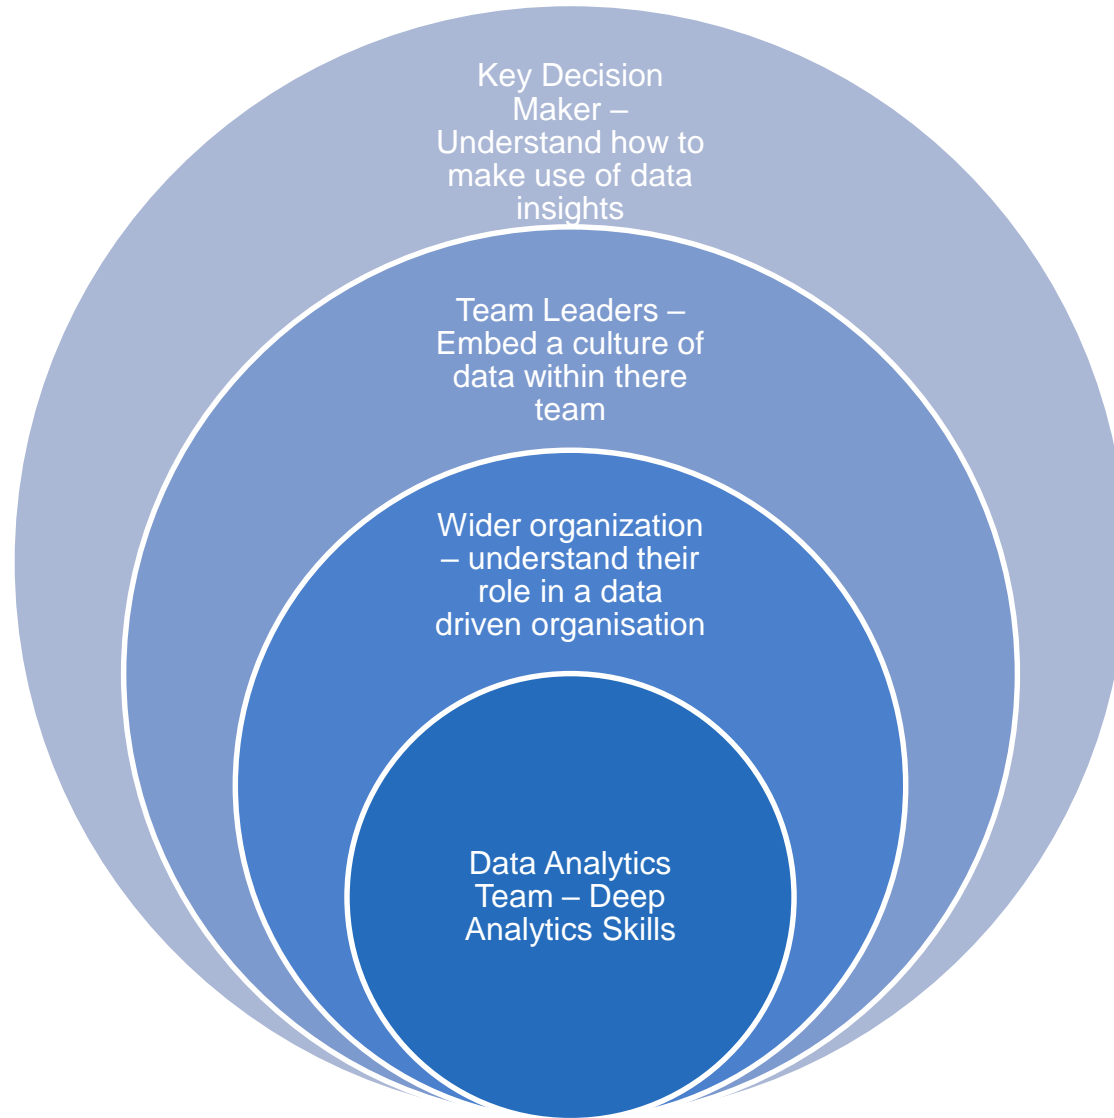 Key Decision
Maker –
Understand how to
make use of data
insights
Team Leaders –
Embed a culture of
data within there
team
Wider organization
– understand their
role in a data
driven organisation
Data Analytics
Team – Deep
Analytics Skills